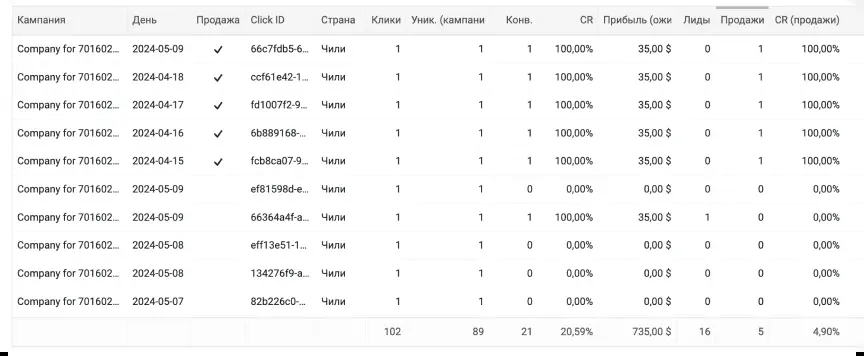 Кампания День Продажа Click ID Страна Клики Уник. (кампани Конв. CR Прибыль (ожи Лиды Продажи CR (продажи)
Company for 701602... 2024-05-09 ✓ 66c7fdb5-6... Чили 1 1 1 100,00% 35,00 $ 0 1 100,00%
Company for 701602... 2024-04-18 ✓ ccf61e42-1... Чили 1 1 1 100,00% 35,00 $ 0 1 100,00%
Company for 701602... 2024-04-17 ✓ fd1007f2-9... Чили 1 1 1 100,00% 35,00 $ 0 1 100,00%
Company for 701602... 2024-04-16 ✓ 6b889168-... Чили 1 1 1 100,00% 35,00 $ 0 1 100,00%
Company for 701602... 2024-04-15 ✓ fcb8ca07-9... Чили 1 1 1 100,00% 35,00 $ 0 1 100,00%
Company for 701602... 2024-05-09 ef81598d-e... Чили 1 1 0 0,00% 0,00 $ 0 0 0,00%
Company for 701602... 2024-05-09 66364a4f-a... Чили 1 1 1 100,00% 35,00 $ 1 0 0,00%
Company for 701602... 2024-05-08 eff13e51-1... Чили 1 1 0 0,00% 0,00 $ 0 0 0,00%
Company for 701602... 2024-05-08 134276f9-a... Чили 1 1 0 0,00% 0,00 $ 0 0 0,00%
Company for 701602... 2024-05-07 82b226c0-... Чили 1 1 0 0,00% 0,00 $ 0 0 0,00%
102 89 21 20,59% 735,00 $ 16 5 4,90%